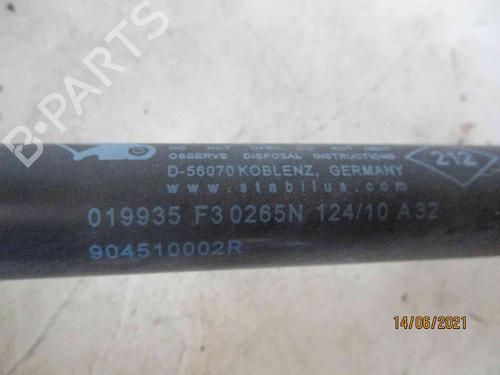 B-PARTS
DO NOT OPEN, DO NOT HEAT
OBSERVE DISPOSAL INSTRUCTIONS
D-56070 KOBLENZ, GERMANY
www.stabilus.com
212
019935 F3 0265N 124/10 A32
904510002R
14/06/2021